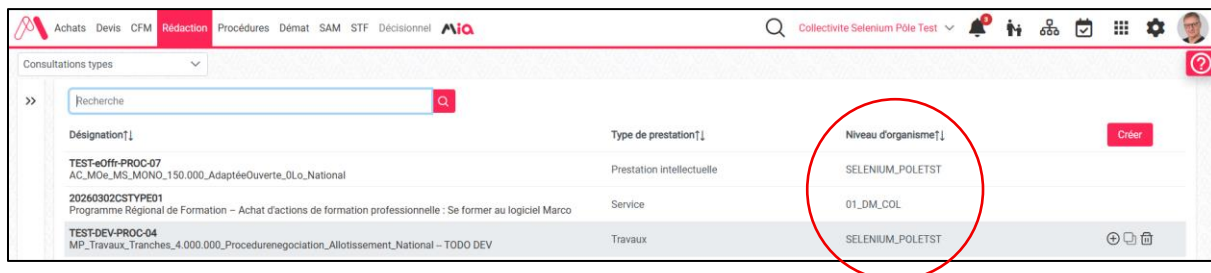 Achats Devis CFM Rédaction Procédures Démat SAM STF Décisionnel MiQ Collectivite Selenium Pôle Test 3
Consultations types ?
» Recherche
Désignation↑↓ Type de prestation↑↓ Niveau d'organisme↑↓ Créer
TEST-eOffr-PROC-07
AC_MOe_MS_MONO_150.000_AdaptéeOuverte_0Lo_National Prestation intellectuelle SELENIUM_POLETST
20260302CSTYPE01
Programme Régional de Formation – Achat d'actions de formation professionnelle : Se former au logiciel Marco Service 01_DM_COL
TEST-DEV-PROC-04
MP_Travaux_Tranches_4.000.000_Procedurenegociation_Allotissement_National -- TODO DEV Travaux SELENIUM_POLETST